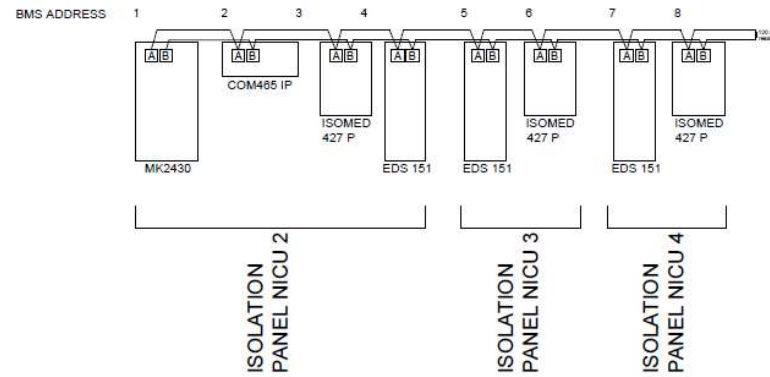 BMS ADDRESS 1 2 3 4 5 6 7 8
120
A B A B A B A B A B A B A B A B
COM465 IP
ISOMED
427 P
ISOMED
427 P
ISOMED
427 P
MK2430
EDS 151
EDS 151
EDS 151
ISOLATION
PANEL NICU 2
ISOLATION
PANEL NICU 3
ISOLATION
PANEL NICU 4